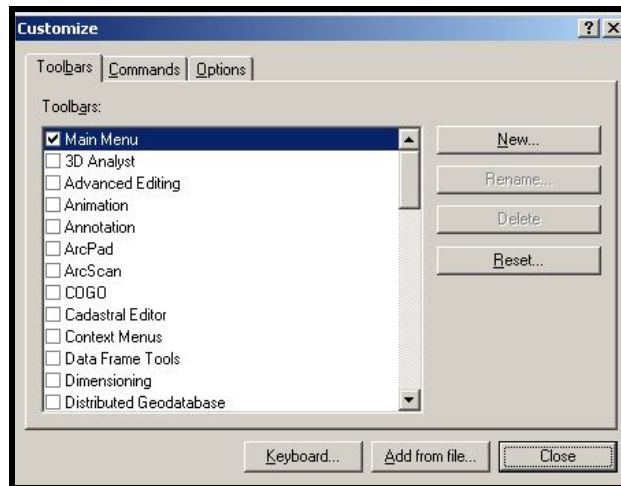 Customize
Toolbars Commands Options
Toolbars:
Main Menu
3D Analyst
Advanced Editing
Animation
Annotation
ArcPad
ArcScan
COGO
Cadastral Editor
Context Menus
Data Frame Tools
Dimensioning
Distributed Geodatabase
New...
Rename...
Delete
Reset...
Keyboard... Add from file... Close